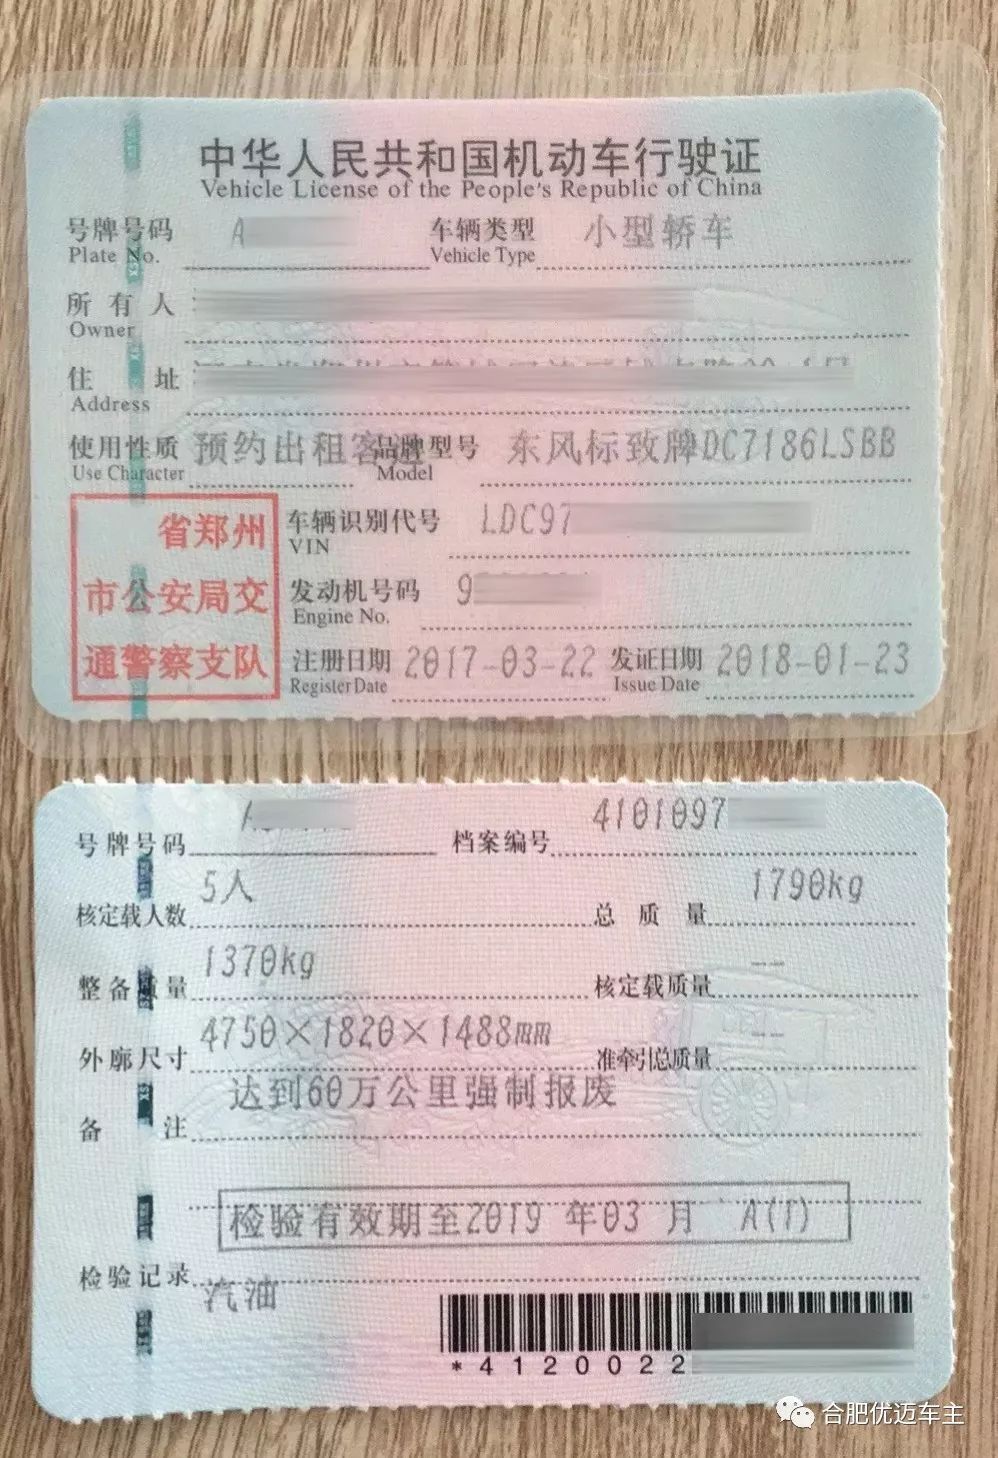 中华人民共和国机动车行驶证
Vehicle License of the People's Republic of China
号牌号码 A 车辆类型 小型轿车
Plate No. Vehicle Type
所有人
Owner
住址
Address
使用性质 预约出租客运 品牌型号 东风标致牌DC7186LSBB
Use Character Model
省郑州
市公安局交
通警察支队
车辆识别代号 LDC97
VIN
发动机号码 9
Engine No.
注册日期 2017-03-22 发证日期 2018-01-23
Register Date Issue Date
号牌号码 档案编号 4101097
核定载人数 5人 总质量 1790kg
整备质量 1370kg 核定载质量 --
外廓尺寸 4750×1820×1488mm 准牵引总质量 --
备注 达到60万公里强制报废
检验有效期至2019 年03 月 A(1)
检验记录
汽油
*4120022
合肥优迈车主